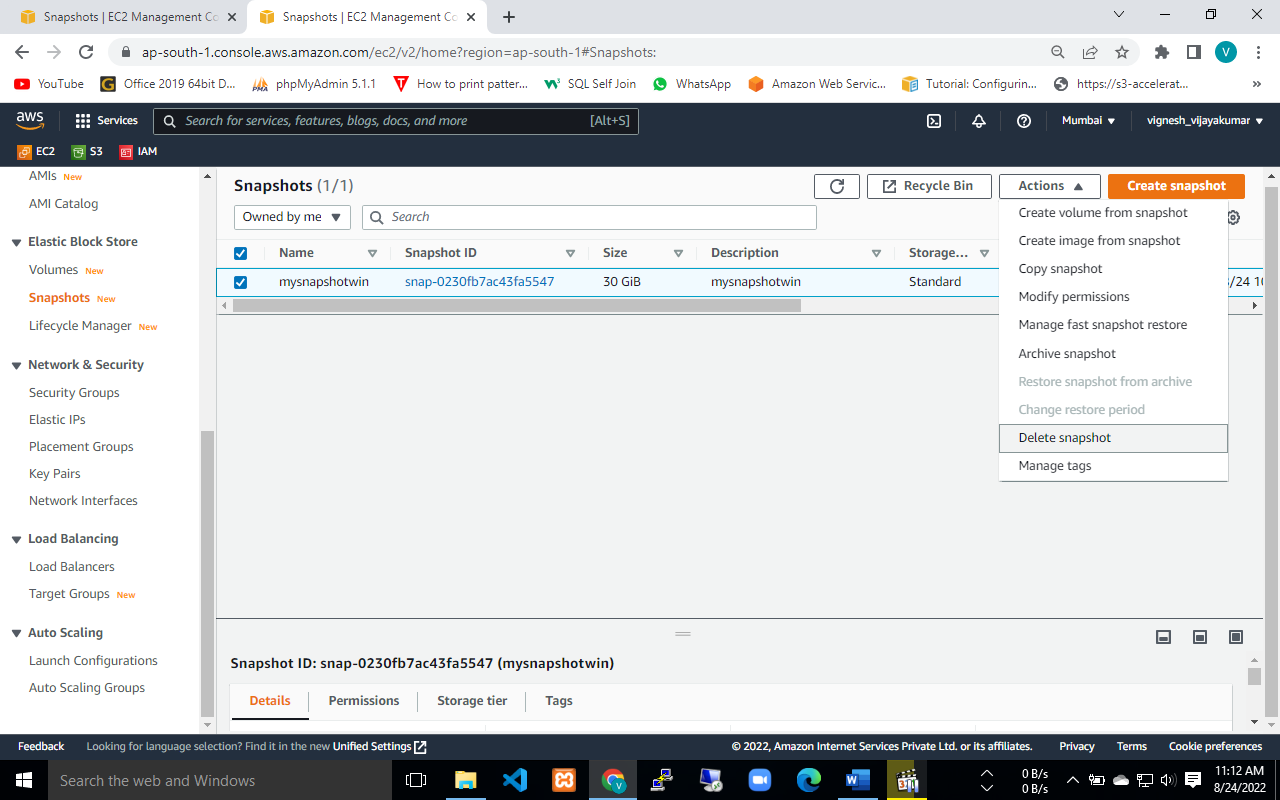 Snapshots | EC2 Management Co
Snapshots | EC2 Management Co
ap-south-1.console.aws.amazon.com/ec2/v2/home?region=ap-south-1#Snapshots:
V
YouTube
Office 2019 64bit D...
phpMyAdmin 5.1.1
How to print patter...
SQL Self Join
WhatsApp
Amazon Web Servic...
Tutorial: Configurin...
https://s3-accelerat...
»
aws
Services
Search for services, features, blogs, docs, and more
[Alt+S]
Mumbai
vignesh_vijayakumar
EC2
S3
IAM
AMIs New
AMI Catalog
Elastic Block Store
Volumes New
Snapshots New
Lifecycle Manager New
Network & Security
Security Groups
Elastic IPs
Placement Groups
Key Pairs
Network Interfaces
Load Balancing
Load Balancers
Target Groups New
Auto Scaling
Launch Configurations
Auto Scaling Groups
Snapshots (1/1)
Recycle Bin
Actions
Create snapshot
Owned by me
Search
Name
Snapshot ID
Size
Description
Storage...
mysnapshotwin
snap-0230fb7ac43fa5547
30 GiB
mysnapshotwin
Standard
/24 10
Create volume from snapshot
Create image from snapshot
Copy snapshot
Modify permissions
Manage fast snapshot restore
Archive snapshot
Restore snapshot from archive
Change restore period
Delete snapshot
Manage tags
Snapshot ID: snap-0230fb7ac43fa5547 (mysnapshotwin)
Details
Permissions
Storage tier
Tags
Feedback
Looking for language selection? Find it in the new Unified Settings
© 2022, Amazon Internet Services Private Ltd. or its affiliates.
Privacy
Terms
Cookie preferences
Search the web and Windows
0 B/s
0 B/s
11:12 AM
8/24/2022